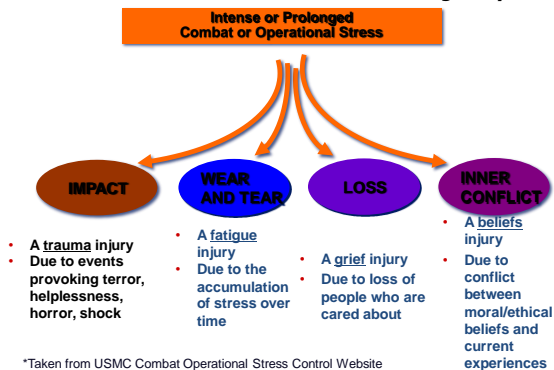 Intense or Prolonged
Combat or Operational Stress
IMPACT
WEAR
AND TEAR
LOSS
INNER
CONFLICT
• A trauma injury
• Due to events
provoking terror,
helplessness,
horror, shock
• A fatigue
injury
• Due to the
accumulation
of stress over
time
• A grief injury
• Due to loss of
people who are
cared about
• A beliefs
injury
• Due to
conflict
between
moral/ethical
beliefs and
current
experiences
*Taken from USMC Combat Operational Stress Control Website